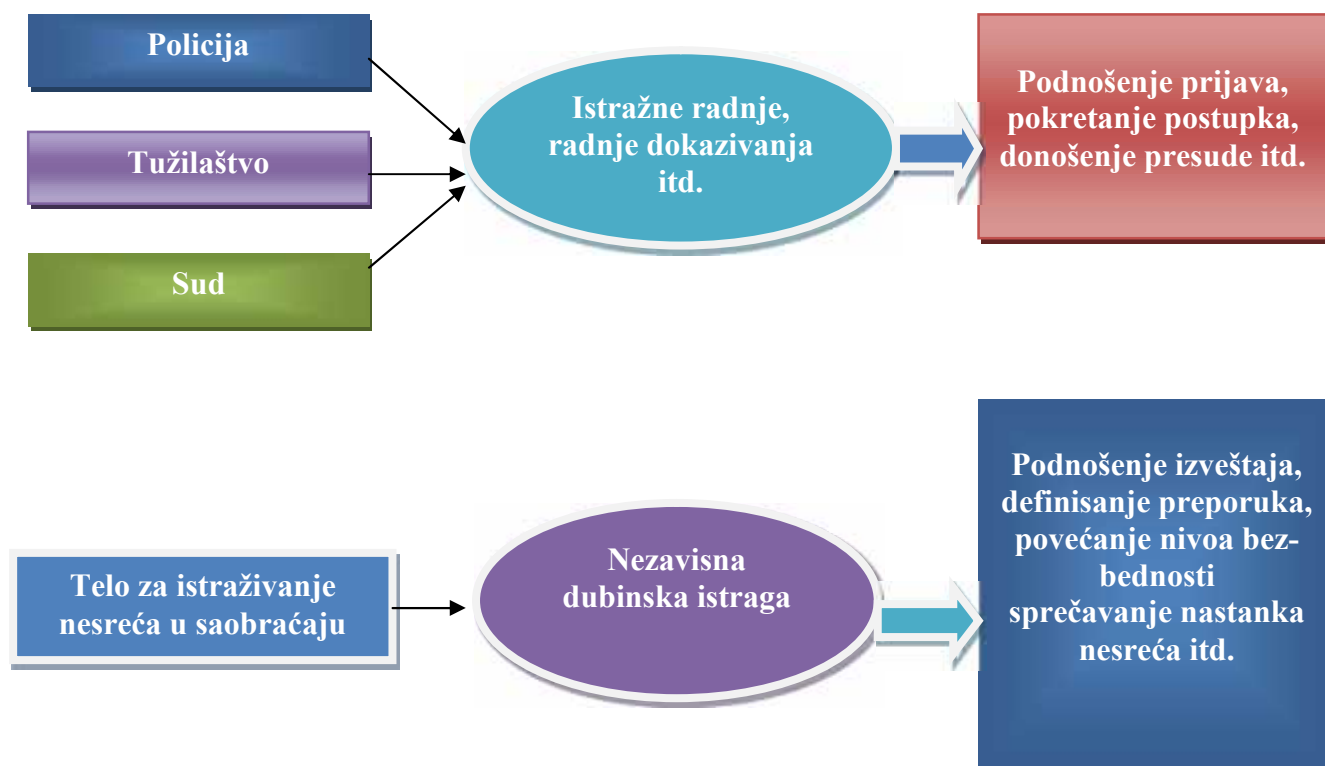 Policija
Tužilaštvo
Sud
Istražne radnje,
radnje dokazivanja
itd.
Podnošenje prijava,
pokretanje postupka,
donošenje presude itd.
Telo za istraživanje
nesreća u saobraćaju
Nezavisna
dubinska istraga
Podnošenje izveštaja,
definisanje preporuka,
povećanje nivoa bez-
bednosti
sprečavanje nastanka
nesreća itd.